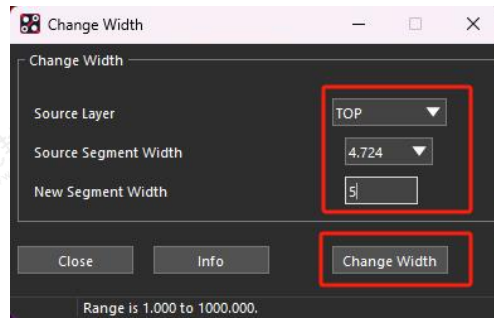 Change Width
Change Width
Source Layer TOP
Source Segment Width 4.724
New Segment Width 5
Close Info Change Width
Range is 1.000 to 1000.000.